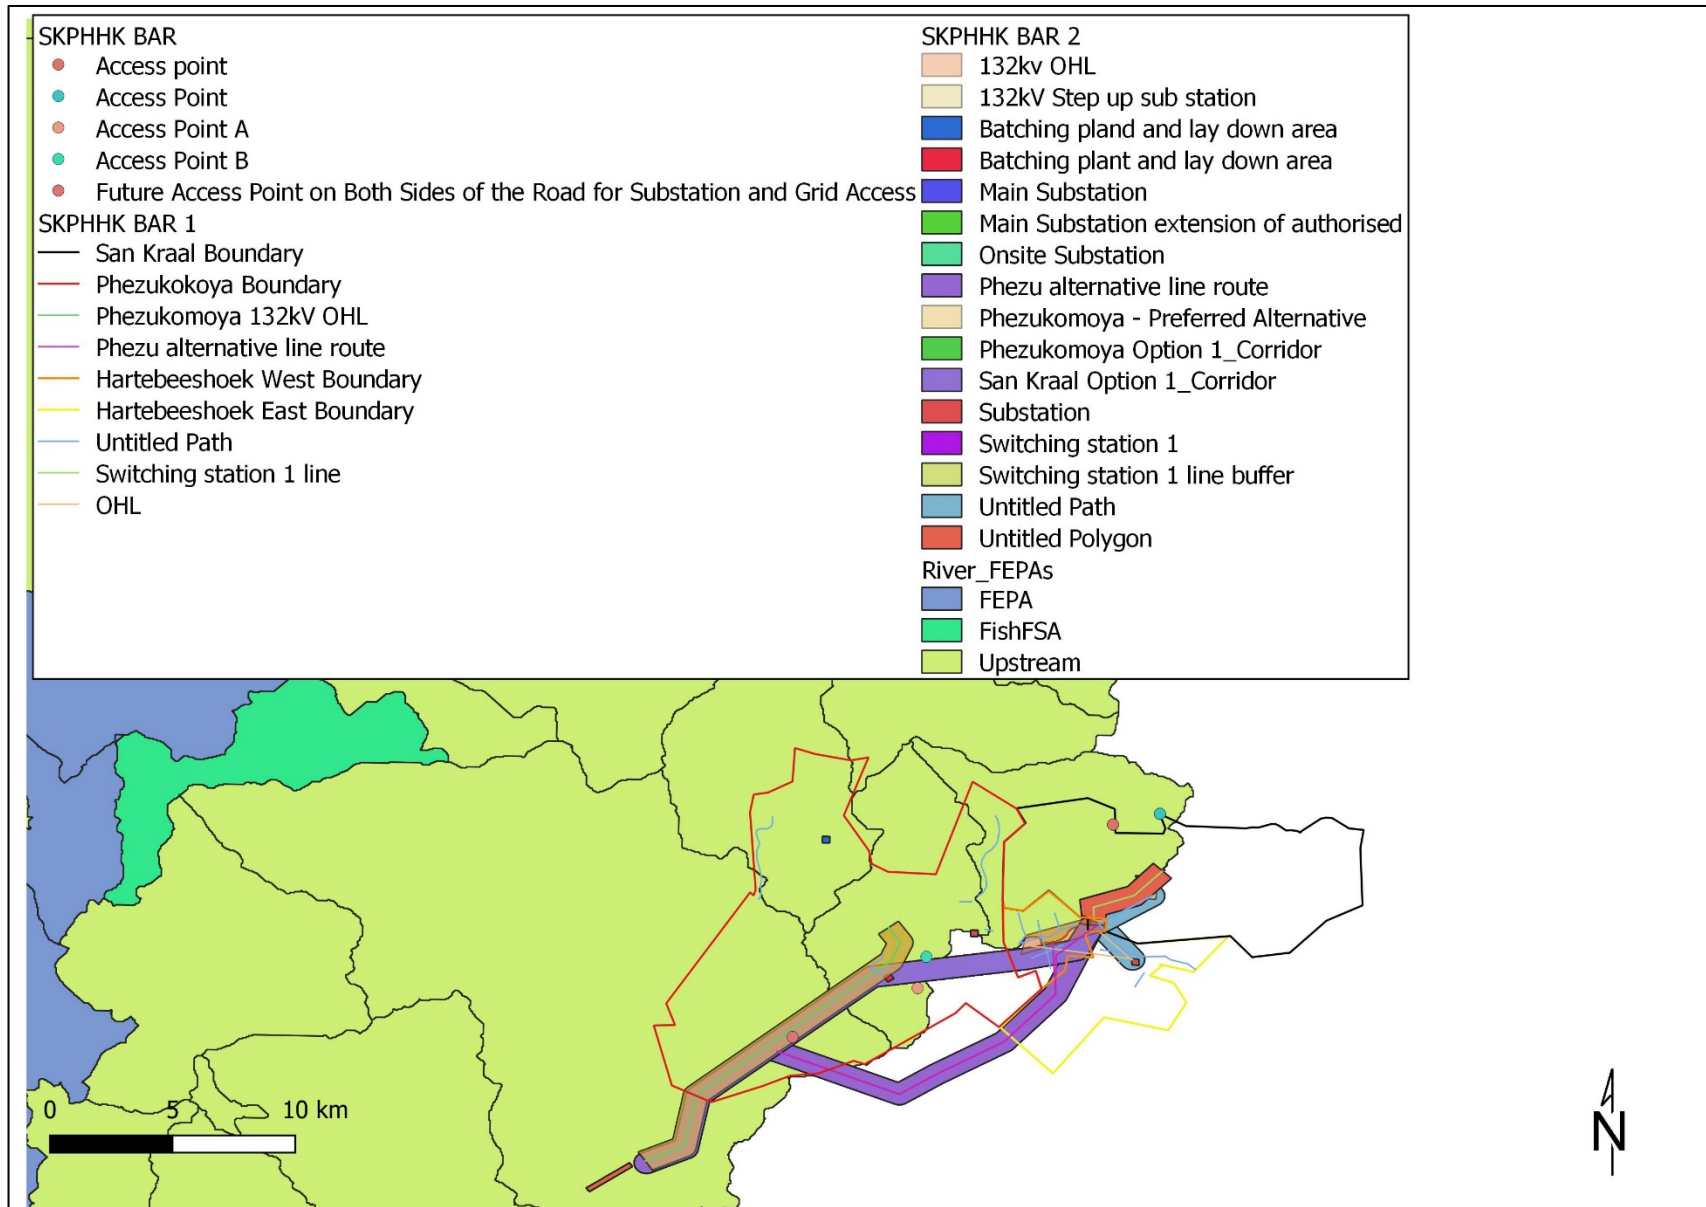 SKPHHK BAR
Access point
Access Point
Access Point A
Access Point B
Future Access Point on Both Sides of the Road for Substation and Grid Access
SKPHHK BAR 1
San Kraal Boundary
Phezukokoya Boundary
Phezukomoya 132kV OHL
Phezu alternative line route
Hartebeeshoek West Boundary
Hartebeeshoek East Boundary
Untitled Path
Switching station 1 line
OHL
SKPHHK BAR 2
132kv OHL
132kV Step up sub station
Batching pland and lay down area
Batching plant and lay down area
Main Substation
Main Substation extension of authorised
Onsite Substation
Phezu alternative line route
Phezukomoya - Preferred Alternative
Phezukomoya Option 1_Corridor
San Kraal Option 1_Corridor
Substation
Switching station 1
Switching station 1 line buffer
Untitled Path
Untitled Polygon
River_FEPAs
FEPA
FishFSA
Upstream
0 5 10 km
N